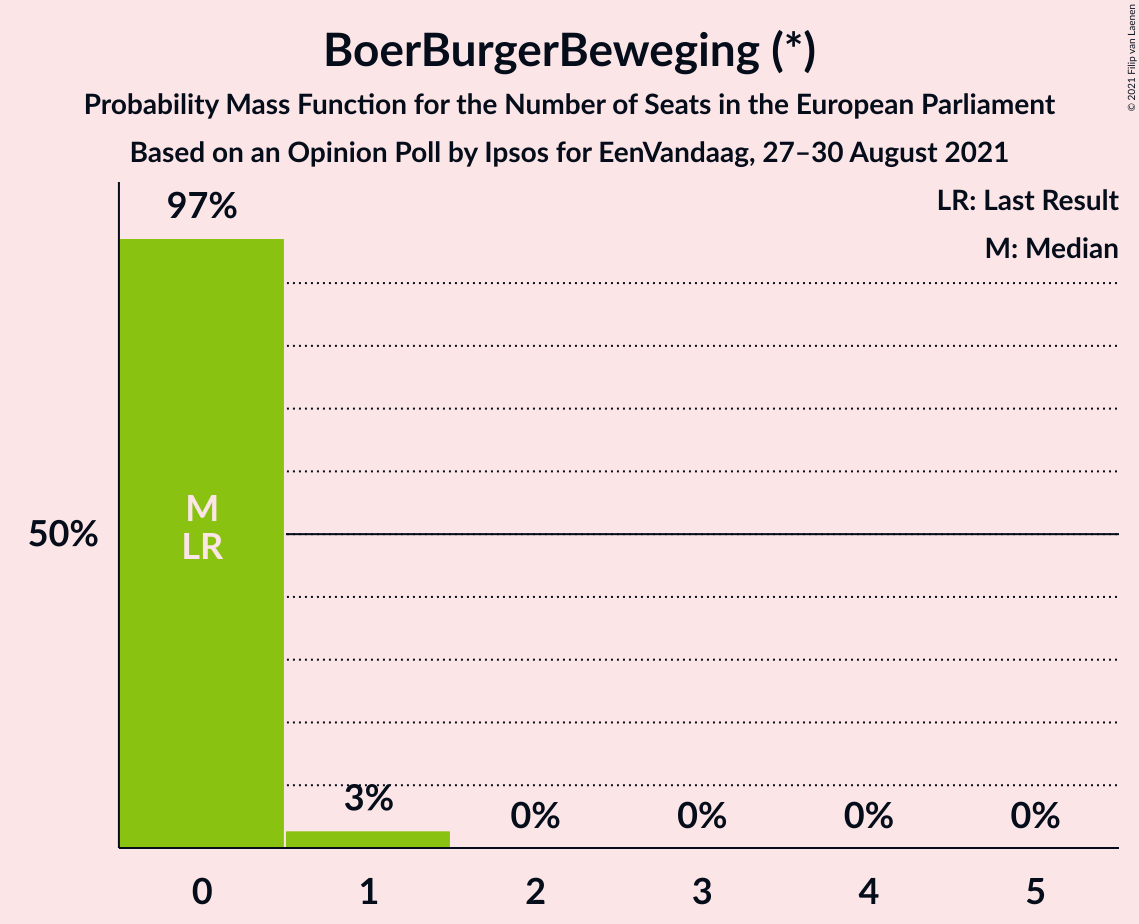 BoerBurgerBeweging (*)
Probability Mass Function for the Number of Seats in the European Parliament
Based on an Opinion Poll by Ipsos for EenVandaag, 27–30 August 2021
© 2021 Filip van Laenen
LR: Last Result
M: Median
97%
M
LR
50%
3%
0%
0%
0%
0%
0
1
2
3
4
5